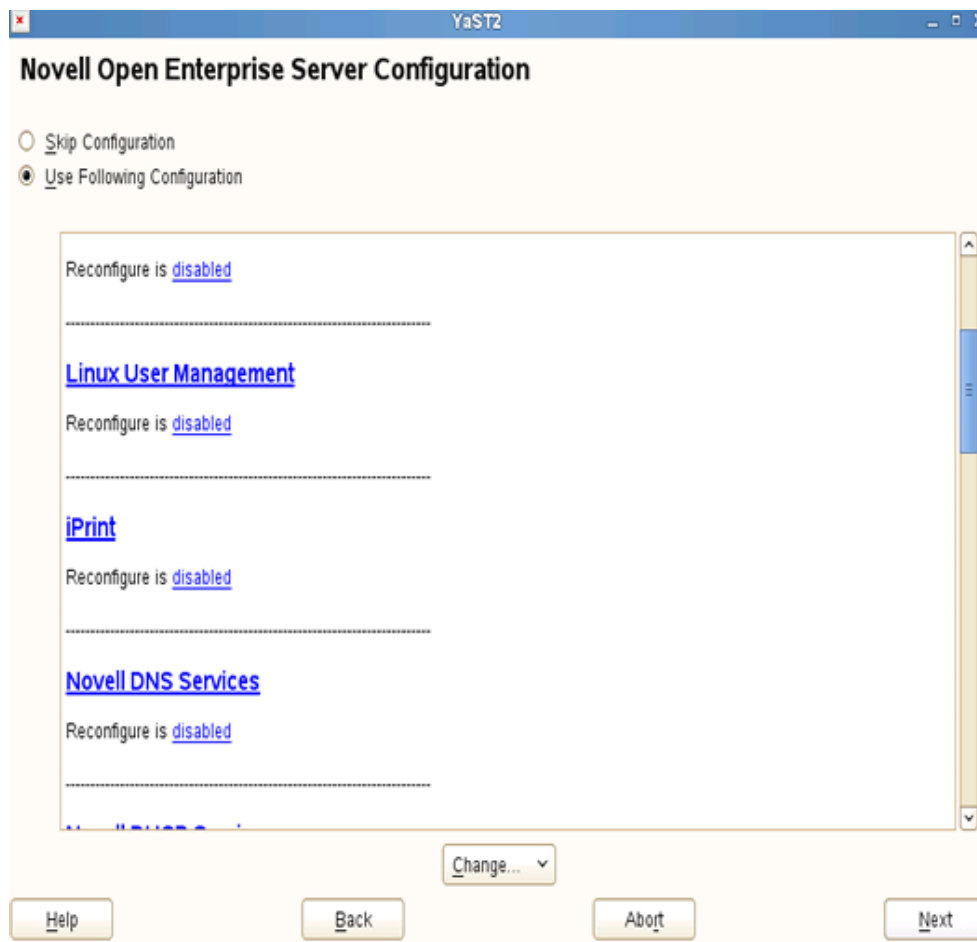 YaST2
Novell Open Enterprise Server Configuration
Skip Configuration
Use Following Configuration
Reconfigure is disabled
Linux User Management
Reconfigure is disabled
iPrint
Reconfigure is disabled
Novell DNS Services
Reconfigure is disabled
Change...
Help
Back
Abort
Next